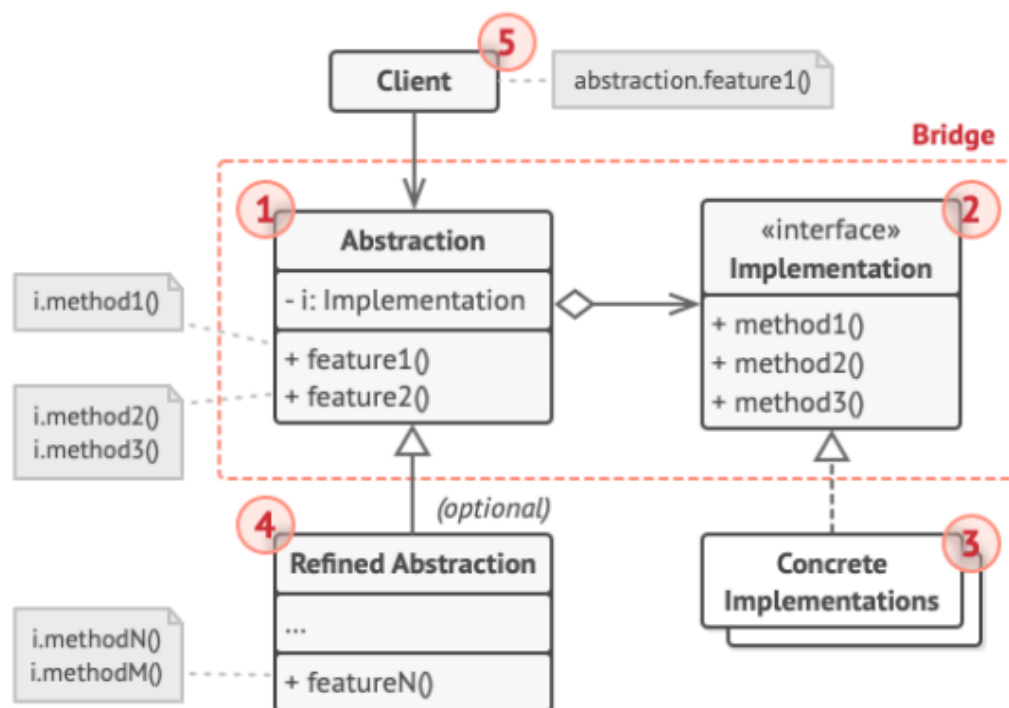 5
Client
abstraction.feature1()
Bridge
1
Abstraction
- i: Implementation
+ feature1()
+ feature2()
2
«interface»
Implementation
+ method1()
+ method2()
+ method3()
i.method1()
i.method2()
i.method3()
(optional)
4
Refined Abstraction
...
+ featureN()
3
Concrete
Implementations
i.methodN()
i.methodM()